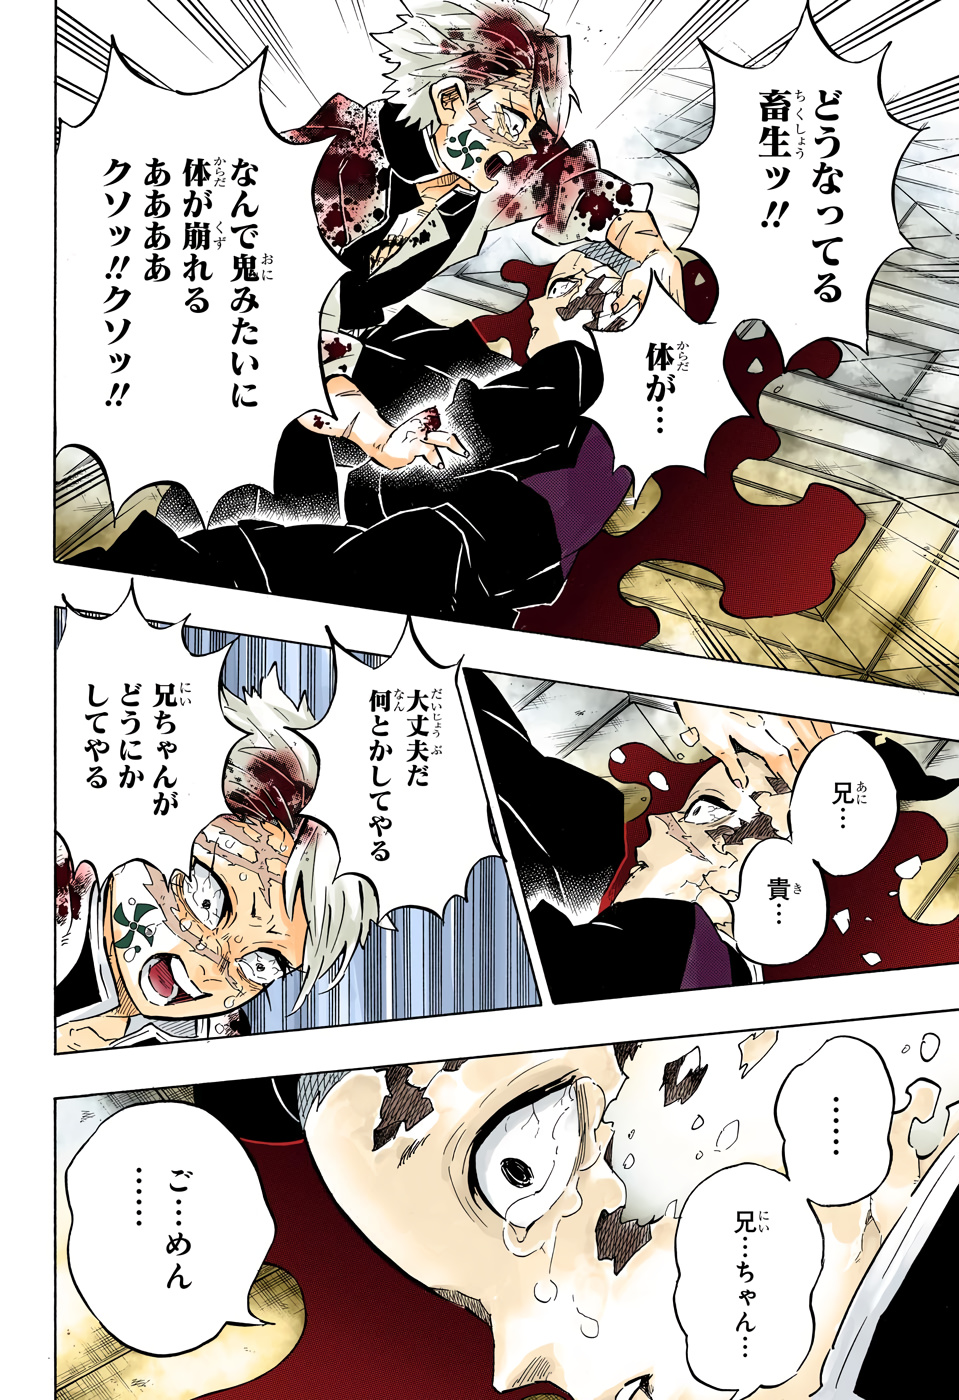 どうなってる
畜生ッ!!
体が…
なんで鬼みたいに
体が崩れる
ああああ
クソッ!!クソッ!!
兄…
貴…
大丈夫だ
何とかしてやる
兄ちゃんが
どうにか
してやる
……
兄…ちゃん…
ご…めん
……